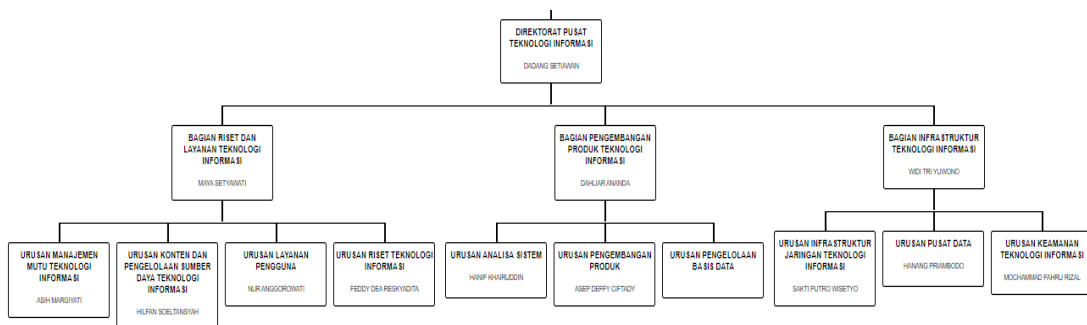 DIREKTORAT PUSAT
TEKNOLOGI INFORMASI
DADANG SETIAWAN
BAGIAN RISET DAN
LAYANAN TEKNOLOGI
INFORMASI
MAYA SETYAWATI
BAGIAN PENGEMBANGAN
PRODUK TEKNOLOGI
INFORMASI
DAHLIAR ANANDA
BAGIAN INFRASTRUKTUR
TEKNOLOGI INFORMASI
WIDI TRI YUWONO
URUSAN MANAJEMEN
MUTU TEKNOLOGI
INFORMASI
ASIH MARGIYATI
URUSAN KONTEN DAN
PENGELOLAAN SUMBER
DAYA TEKNOLOGI
INFORMASI
HILFAN SOELTANSYAH
URUSAN LAYANAN
PENGGUNA
NUR ANGGOROWATI
URUSAN RISET TEKNOLOGI
INFORMASI
FEDDY DEA RESKYADITA
URUSAN ANALISA SISTEM
HANIF KHAIRUDDIN
URUSAN PENGEMBANGAN
PRODUK
ASEP DEFFY CIFTADY
URUSAN PENGELOLAAN
BASIS DATA
URUSAN INFRASTRUKTUR
JARINGAN TEKNOLOGI
INFORMASI
SAKTI PUTRO WISETYO
URUSAN PUSAT DATA
HANANG PRIAMBODO
URUSAN KEAMANAN
TEKNOLOGI INFORMASI
MOCHAMMAD FAHRU RIZAL